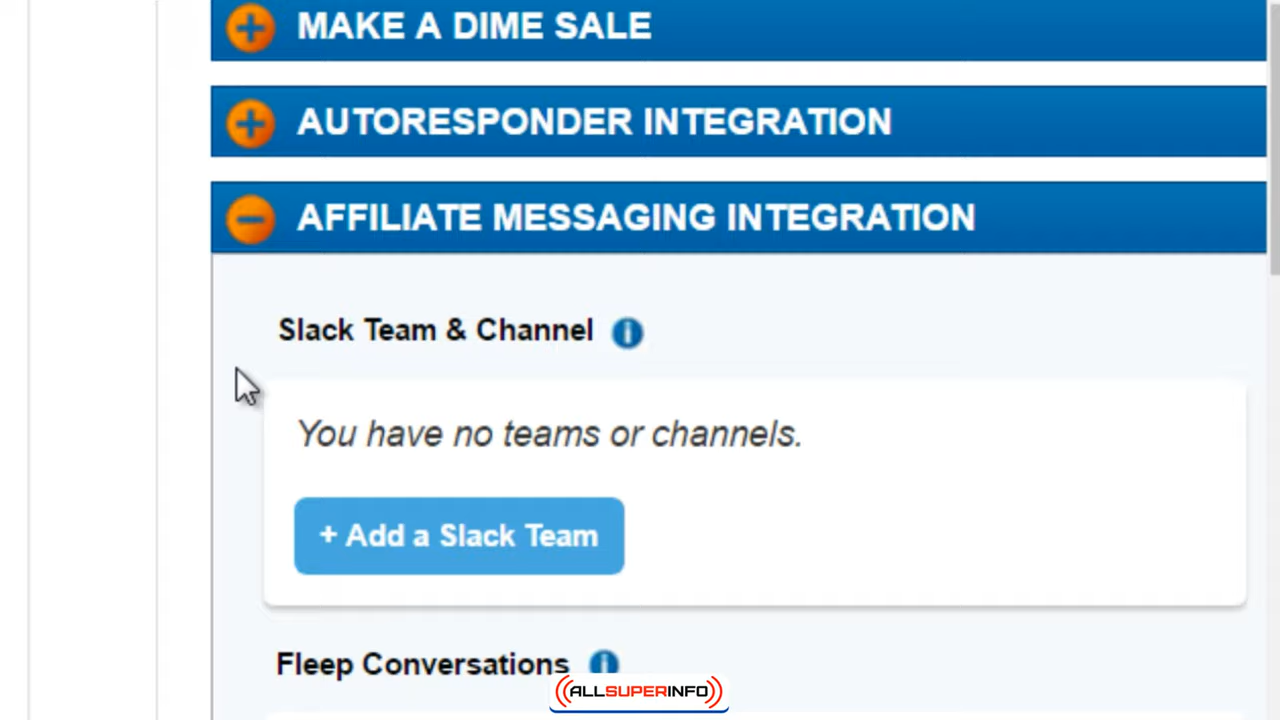 MAKE A DIME SALE
AUTORESPONDER INTEGRATION
AFFILIATE MESSAGING INTEGRATION
Slack Team & Channel
You have no teams or channels.
+ Add a Slack Team
Fleep Conversations
ALLSUPERINFO